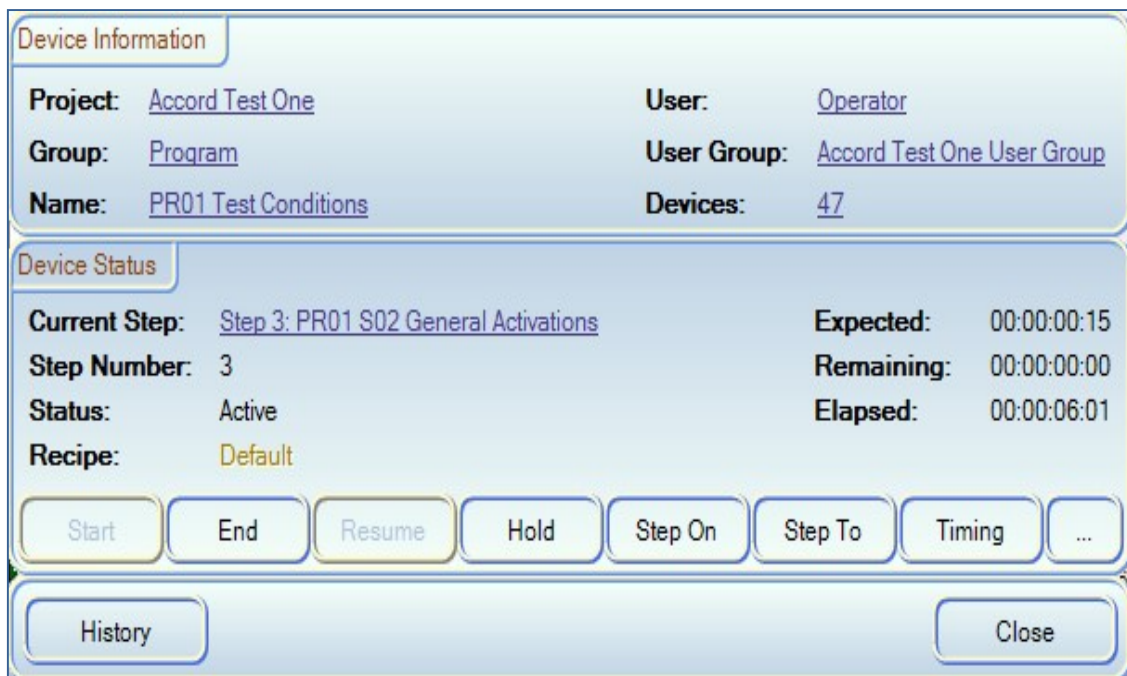 Device Information
Project: Accord Test One User: Operator
Group: Program User Group: Accord Test One User Group
Name: PR01 Test Conditions Devices: 47
Device Status
Current Step: Step 3: PR01 S02 General Activations Expected: 00:00:00:15
Step Number: 3 Remaining: 00:00:00:00
Status: Active Elapsed: 00:00:06:01
Recipe: Default
Start End Resume Hold Step On Step To Timing ...
History Close